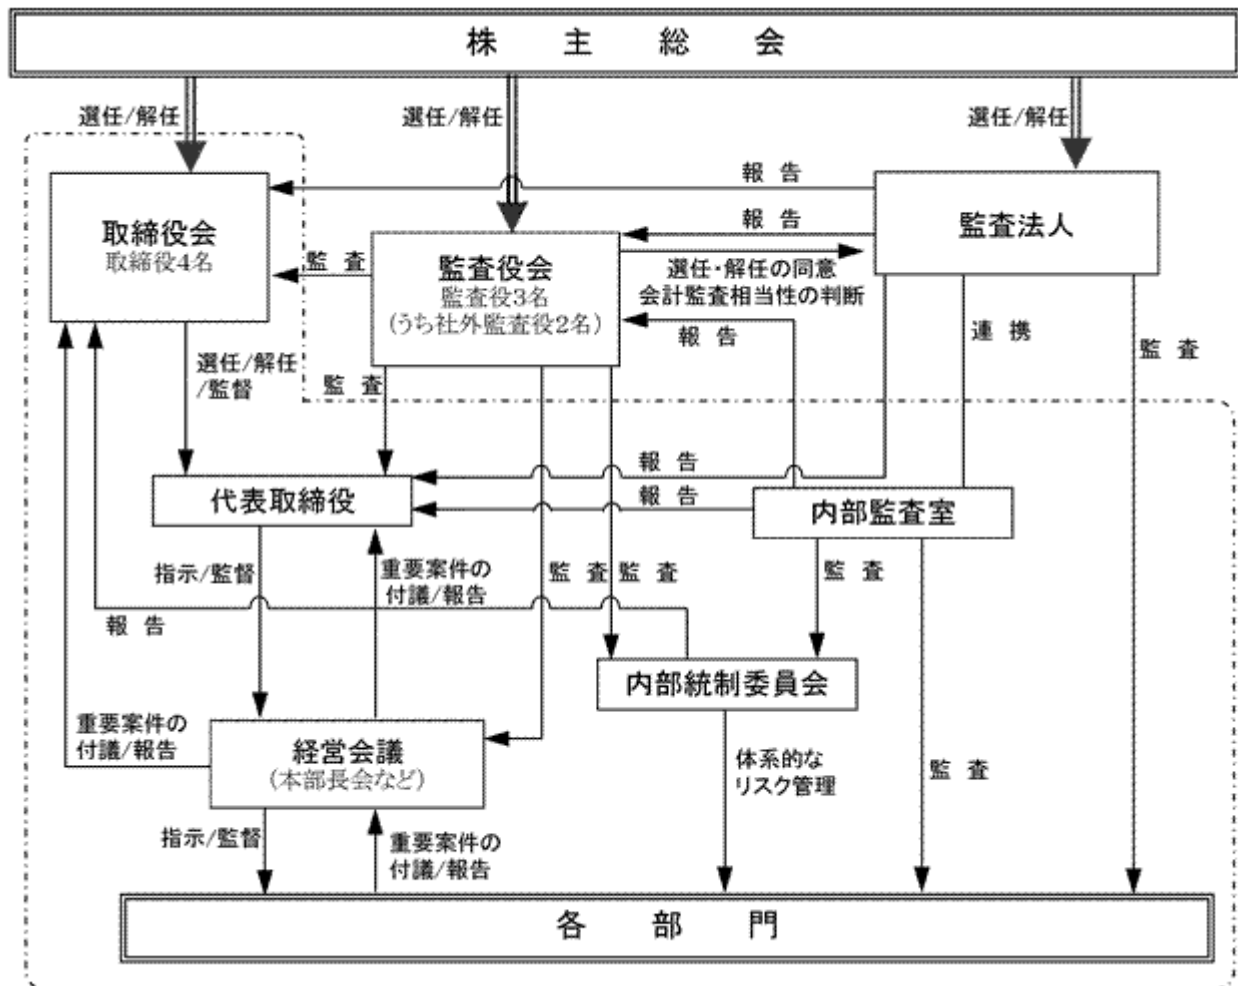 株主総会
選任/解任
選任/解任
選任/解任
取締役会
取締役4名
報告
監査法人
報告
監査
監査役会
監査役3名
(うち社外監査役2名)
選任・解任の同意
会計監査相当性の判断
報告
連携
監査
選任/解任
/監督
監査
代表取締役
報告
報告
内部監査室
指示/監督
重要案件の
付議/報告
監査
監査
監査
報告
内部統制委員会
重要案件の
付議/報告
経営会議
(本部長会など)
体系的な
リスク管理
監査
指示/監督
重要案件の
付議/報告
各部門